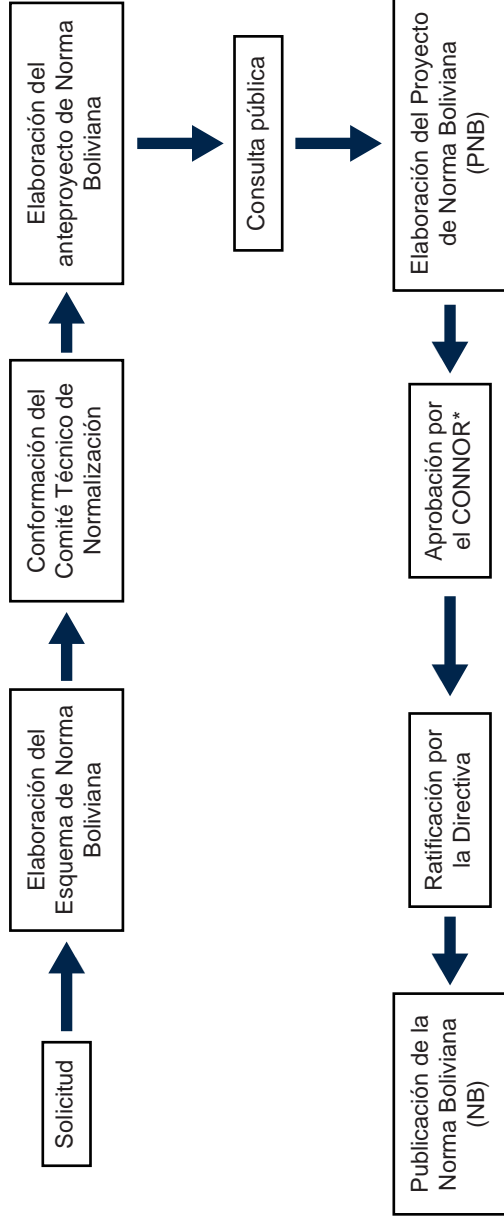 Solicitud
Elaboración del
Esquema de Norma
Boliviana
Conformación del
Comité Técnico de
Normalización
Elaboración del
anteproyecto de Norma
Boliviana
Consulta pública
Elaboración del Proyecto
de Norma Boliviana
(PNB)
Aprobación por
el CONNOR*
Ratificación por
la Directiva
Publicación de la
Norma Boliviana
(NB)